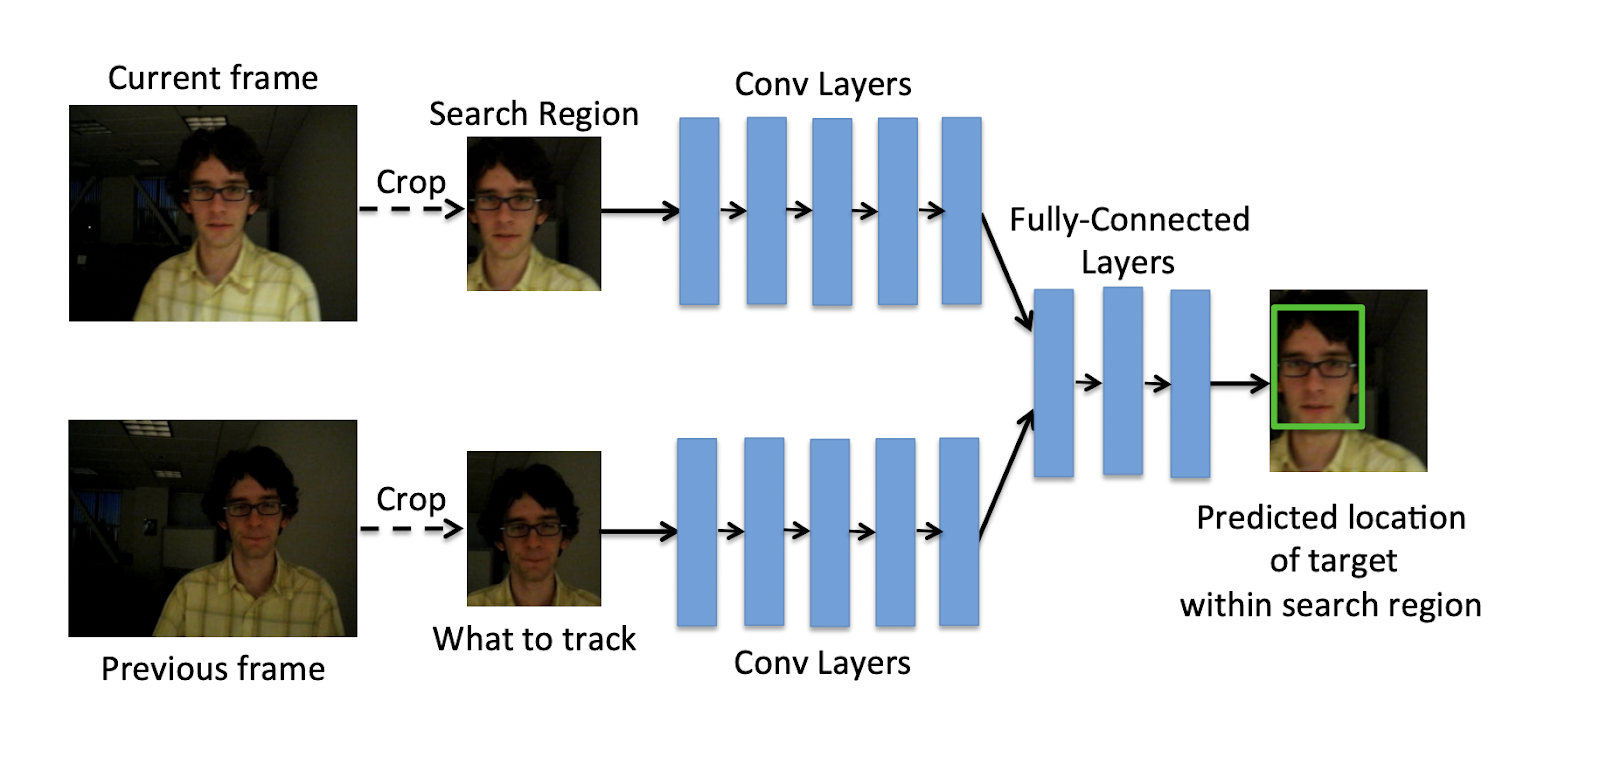 Current frame
Search Region
Crop
Conv Layers
Fully-Connected
Layers
Previous frame
Crop
What to track
Conv Layers
Predicted location
of target
within search region